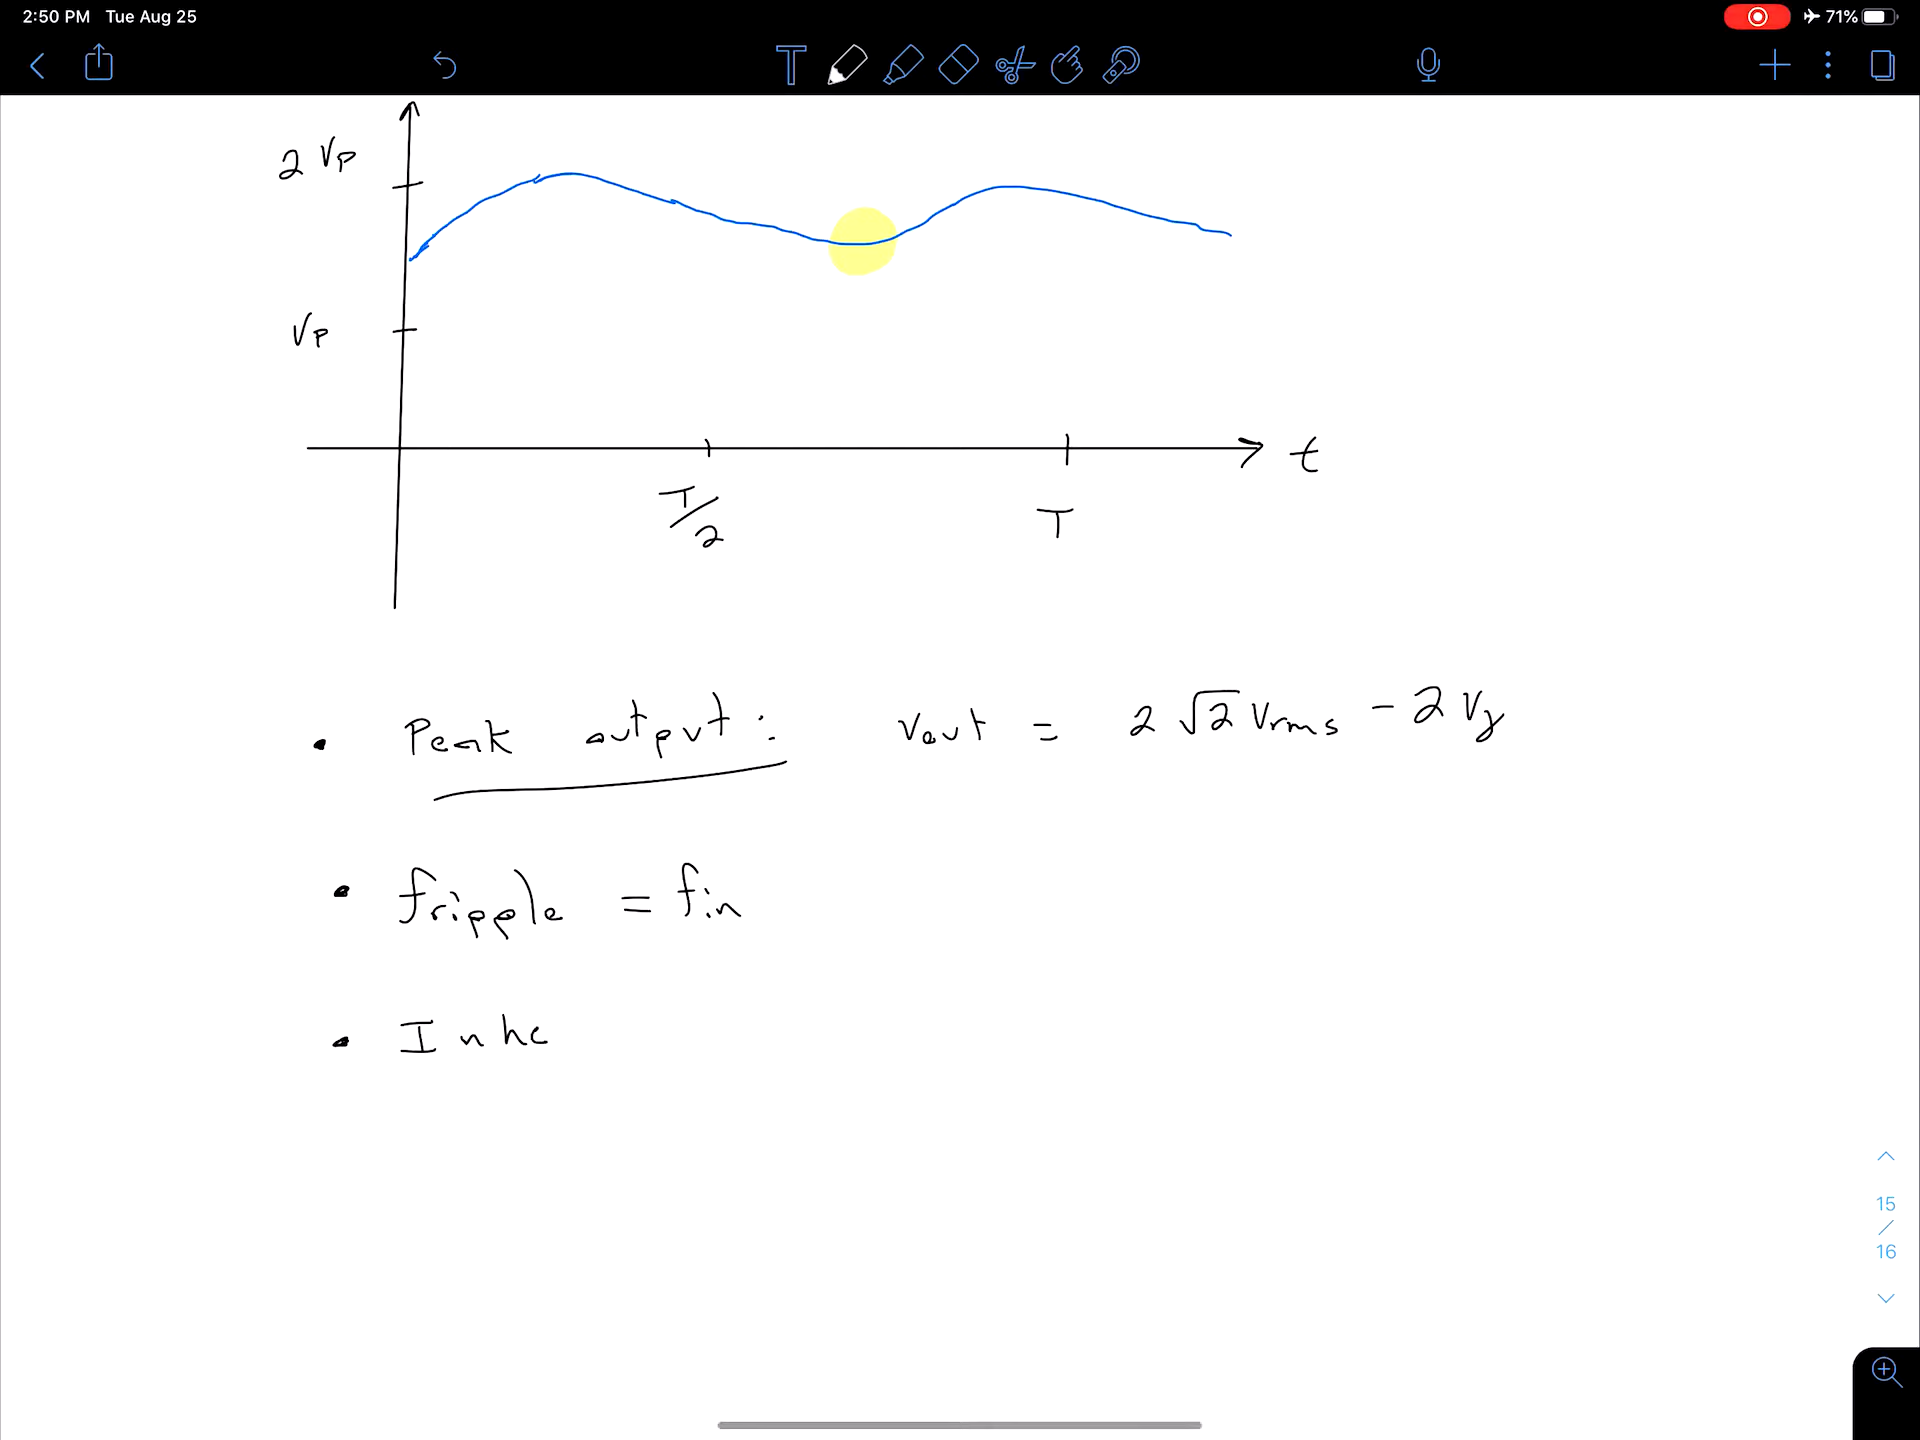 2:50 PM Tue Aug 25
71%
2 Vp
Vp
t
T/2
T
• Peak output: Vout = 2 √2 Vrms - 2 Vγ
• fripple = fin
• Inhe
15
/
16